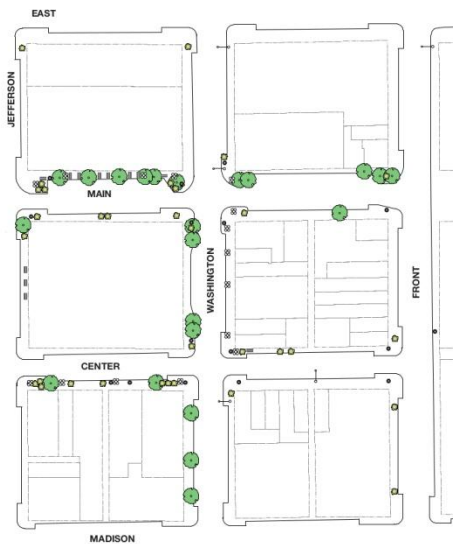 EAST
JEFFERSON
MAIN
WASHINGTON
FRONT
CENTER
MADISON